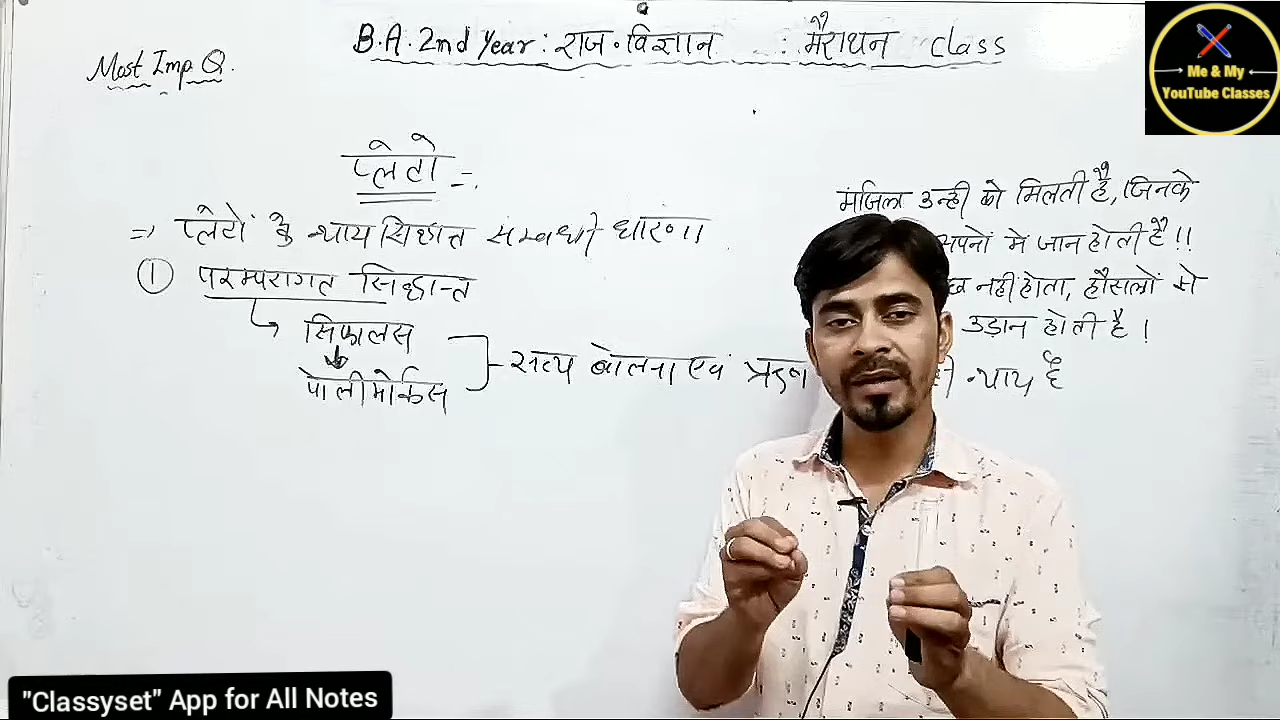 B.A. 2nd Year : राज. विज्ञान : मैराथन Class
Most Imp Q.
Me & My
YouTube Classes
प्लेटो =:
⇒ प्लेटों के न्याय सिद्धान्त सम्बन्धी धारणा
① परम्परागत सिद्धान्त
सिफालस
पोलीमार्कस
सत्य बोलना एवं न्याय है
मंजिल उन्ही को मिलती है, जिनके
सपनों मे जान होती है !!
नहीं होता, हौसलों से
उड़ान होती है !
"Classyset" App for All Notes